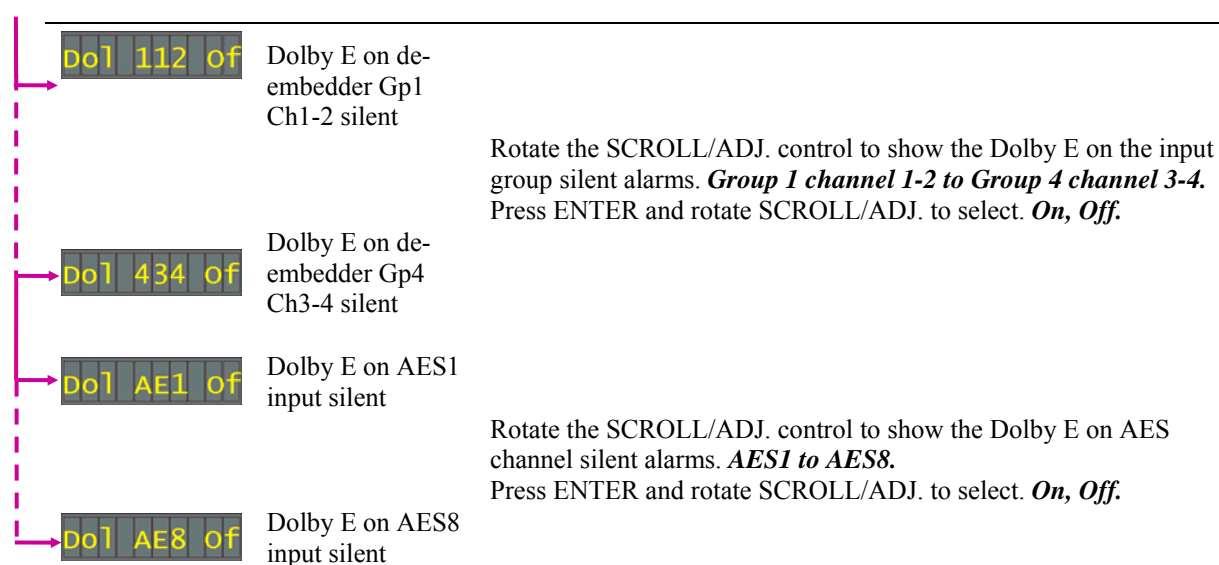 Dol 112 Of
Dolby E on de-
embedder Gp1
Ch1-2 silent
Rotate the SCROLL/ADJ. control to show the Dolby E on the input
group silent alarms. Group 1 channel 1-2 to Group 4 channel 3-4.
Press ENTER and rotate SCROLL/ADJ. to select. On, Off.
Dol 434 Of
Dolby E on de-
embedder Gp4
Ch3-4 silent
Dol AE1 Of
Dolby E on AES1
input silent
Rotate the SCROLL/ADJ. control to show the Dolby E on AES
channel silent alarms. AES1 to AES8.
Press ENTER and rotate SCROLL/ADJ. to select. On, Off.
Dol AE8 Of
Dolby E on AES8
input silent